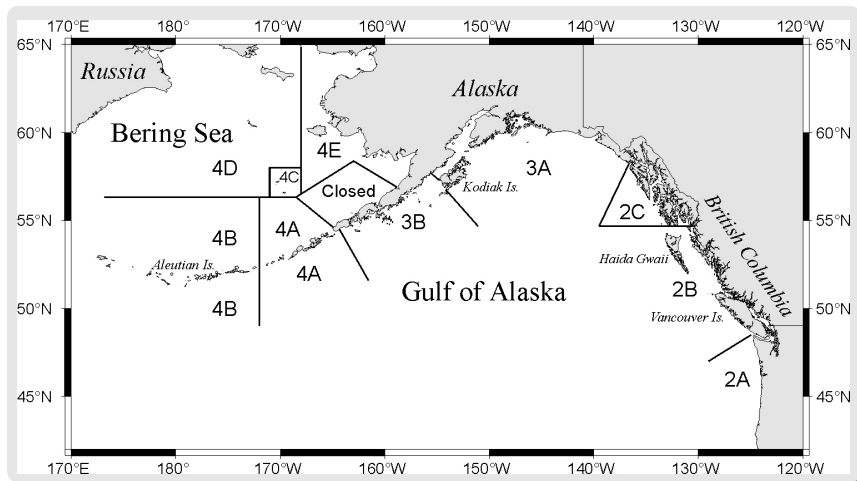 170°E 180° 170°W 160°W 150°W 140°W 130°W 120°W
65°N 65°N
Russia
Alaska
60°N 60°N
Bering Sea
4E
4D
4C
Closed
3A
Kodiak Is.
55°N 55°N
4B
4A
3B
2C
British Columbia
Aleutian Is.
4A
Haida Gwaii
50°N 50°N
4B
Gulf of Alaska
2B
Vancouver Is.
45°N 45°N
2A
170°E 180° 170°W 160°W 150°W 140°W 130°W 120°W